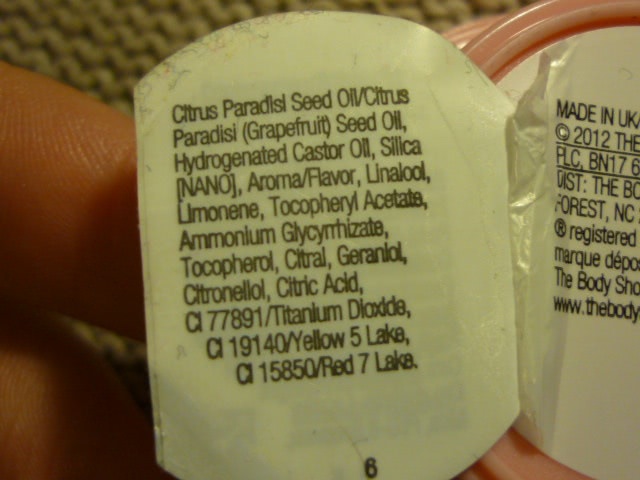 Citrus Paradisi Seed Oil/Citrus
Paradisi (Grapefruit) Seed Oil,
Hydrogenated Castor Oil, Silica
[NANO], Aroma/Flavor, Linalool,
Limonene, Tocopheryl Acetate,
Ammonium Glycyrrhizate,
Tocopherol, Citral, Geraniol,
Citronellol, Citric Acid,
CI 77891/Titanium Dioxide,
CI 19140/Yellow 5 Lake,
CI 15850/Red 7 Lake.
6
MADE IN UK/
© 2012 THE
PLC, BN17 6
DIST: THE BO
FOREST, NC
® registered
marque dépos
The Body Sho
www.thebody